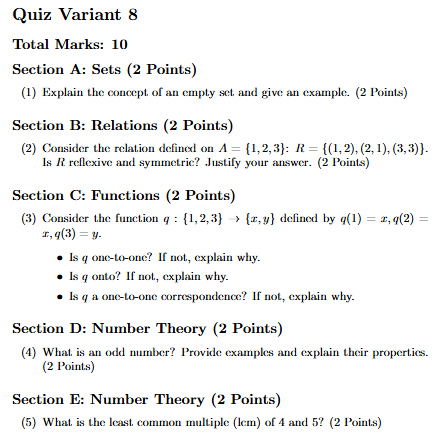 Quiz Variant 8
Total Marks: 10
Section A: Sets (2 Points)
(1) Explain the concept of an empty set and give an example. (2 Points)
Section B: Relations (2 Points)
(2) Consider the relation defined on A = {1, 2, 3}: R = {(1, 2), (2, 1), (3, 3)}.
Is R reflexive and symmetric? Justify your answer. (2 Points)
Section C: Functions (2 Points)
(3) Consider the function q : {1, 2, 3} → {x, y} defined by q(1) = x, q(2) =
x, q(3) = y.
• Is q one-to-one? If not, explain why.
• Is q onto? If not, explain why.
• Is q a one-to-one correspondence? If not, explain why.
Section D: Number Theory (2 Points)
(4) What is an odd number? Provide examples and explain their properties.
(2 Points)
Section E: Number Theory (2 Points)
(5) What is the least common multiple (lcm) of 4 and 5? (2 Points)